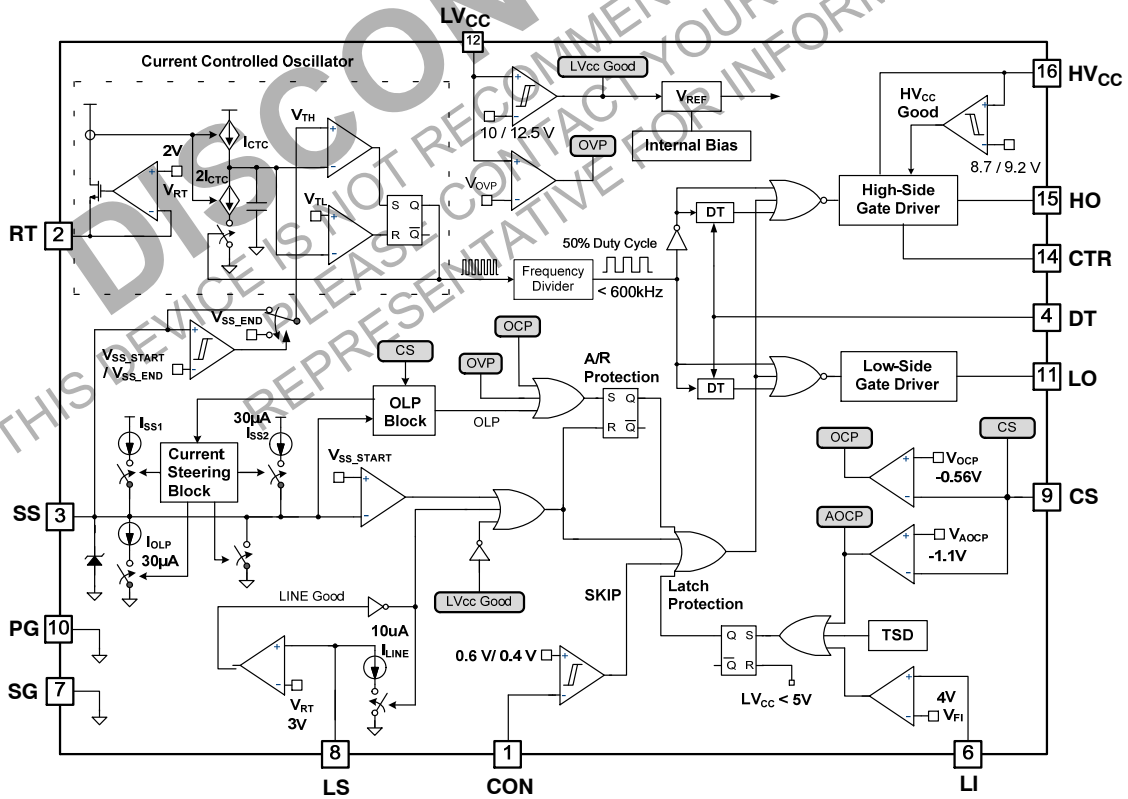 LVCC
12
Current Controlled Oscillator
LVcc Good
VREF
10 / 12.5 V
Internal Bias
OVP
VOVP
HVCC
Good
16
HVCC
8.7 / 9.2 V
VTH
ICTC
2V
VRT
2ICTC
VTL
S Q
R Q
RT
2
High-Side
Gate Driver
15
HO
14
CTR
DT
50% Duty Cycle
Frequency
Divider
< 600kHz
4
DT
VSS_END
VSS_START
/ VSS_END
OCP
CS
OVP
A/R
Protection
S Q
R Q
DT
Low-Side
Gate Driver
11
LO
OLP
Block
OLP
ISS1
30µA
ISS2
Current
Steering
Block
VSS_START
SS
3
IOLP
30µA
OCP
CS
VOCP
-0.56V
9
CS
AOCP
VAOCP
-1.1V
LINE Good
LVcc Good
SKIP
Latch
Protection
PG
10
10uA
ILINE
0.6 V/ 0.4 V
Q S
Q R
TSD
SG
7
VRT
3V
LVCC < 5V
4V
VFI
8
LS
1
CON
6
LI
DISCON
THIS DEVICE IS NOT RECOMMEN
PLEASE CONTACT YOUR
REPRESENTATIVE FOR INFORM